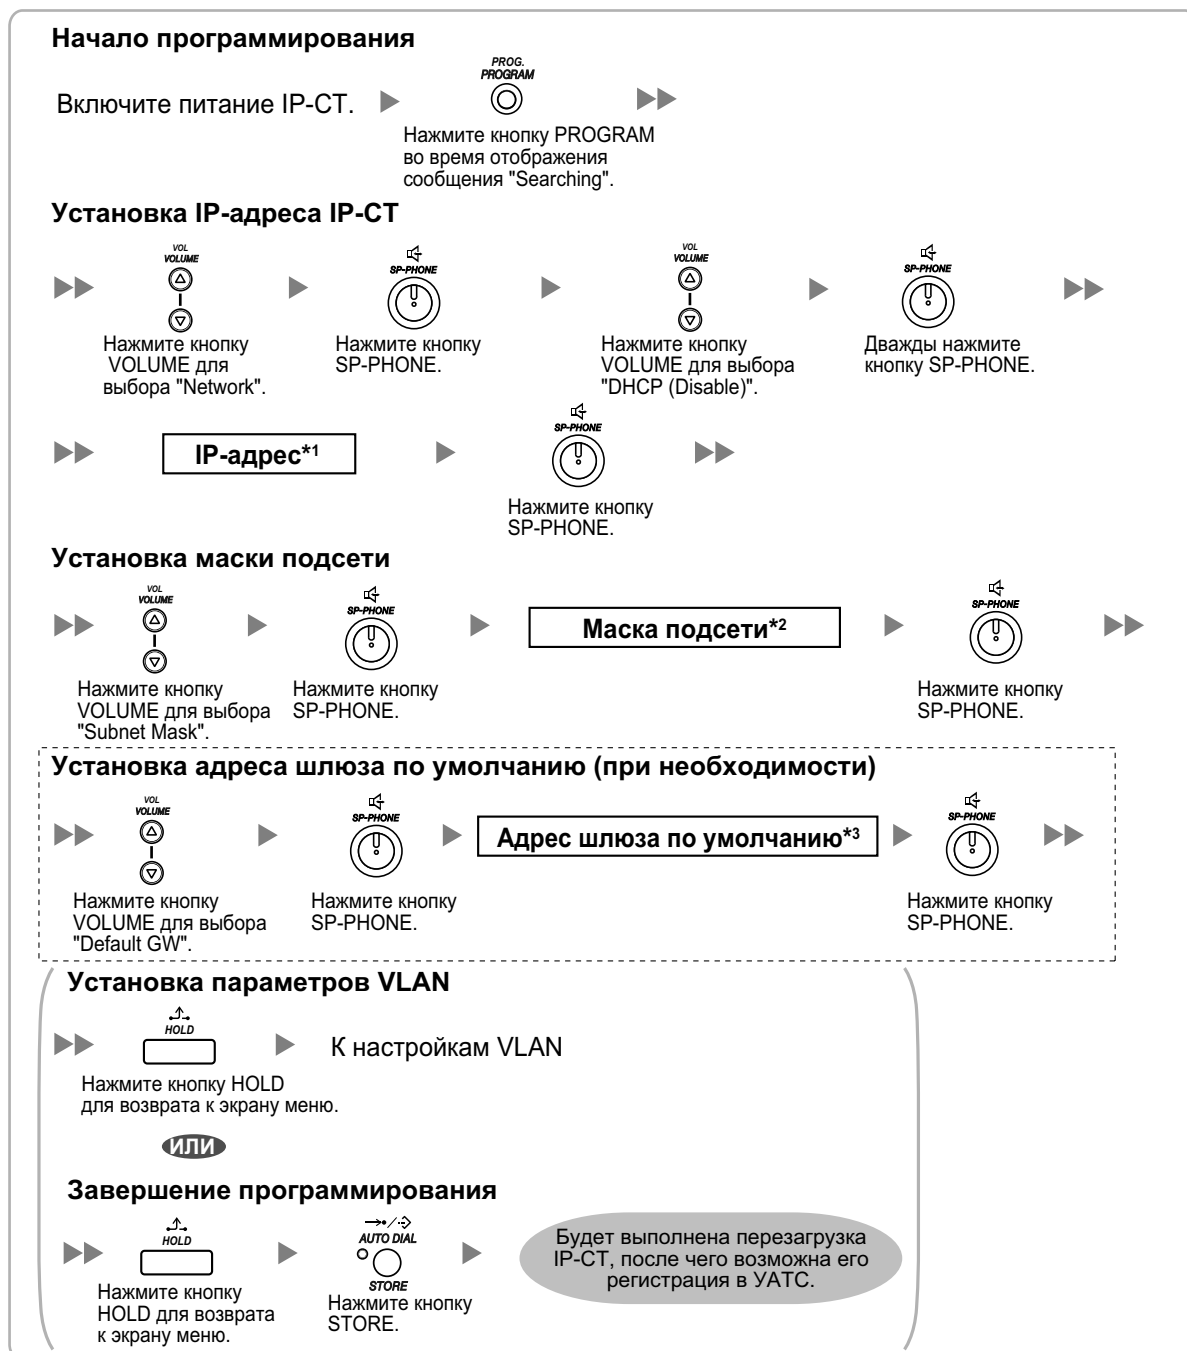 Начало программирования
PROG.
PROGRAM
Включите питание IP-СТ.
Нажмите кнопку PROGRAM
во время отображения
сообщения "Searching".
Установка IP-адреса IP-СТ
VOL
VOLUME
Нажмите кнопку
VOLUME для
выбора "Network".
SP-PHONE
Нажмите кнопку
SP-PHONE.
VOL
VOLUME
Нажмите кнопку
VOLUME для выбора
"DHCP (Disable)".
SP-PHONE
Дважды нажмите
кнопку SP-PHONE.
IP-адрес*1
SP-PHONE
Нажмите кнопку
SP-PHONE.
Установка маски подсети
VOL
VOLUME
Нажмите кнопку
VOLUME для выбора
"Subnet Mask".
SP-PHONE
Нажмите кнопку
SP-PHONE.
Маска подсети*2
SP-PHONE
Нажмите кнопку
SP-PHONE.
Установка адреса шлюза по умолчанию (при необходимости)
VOL
VOLUME
Нажмите кнопку
VOLUME для выбора
"Default GW".
SP-PHONE
Нажмите кнопку
SP-PHONE.
Адрес шлюза по умолчанию*3
SP-PHONE
Нажмите кнопку
SP-PHONE.
Установка параметров VLAN
HOLD
Нажмите кнопку HOLD
для возврата к экрану меню.
К настройкам VLAN
ИЛИ
Завершение программирования
HOLD
Нажмите кнопку
HOLD для возврата
к экрану меню.
AUTO DIAL
STORE
Нажмите кнопку
STORE.
Будет выполнена перезагрузка
IP-СТ, после чего возможна его
регистрация в УАТС.